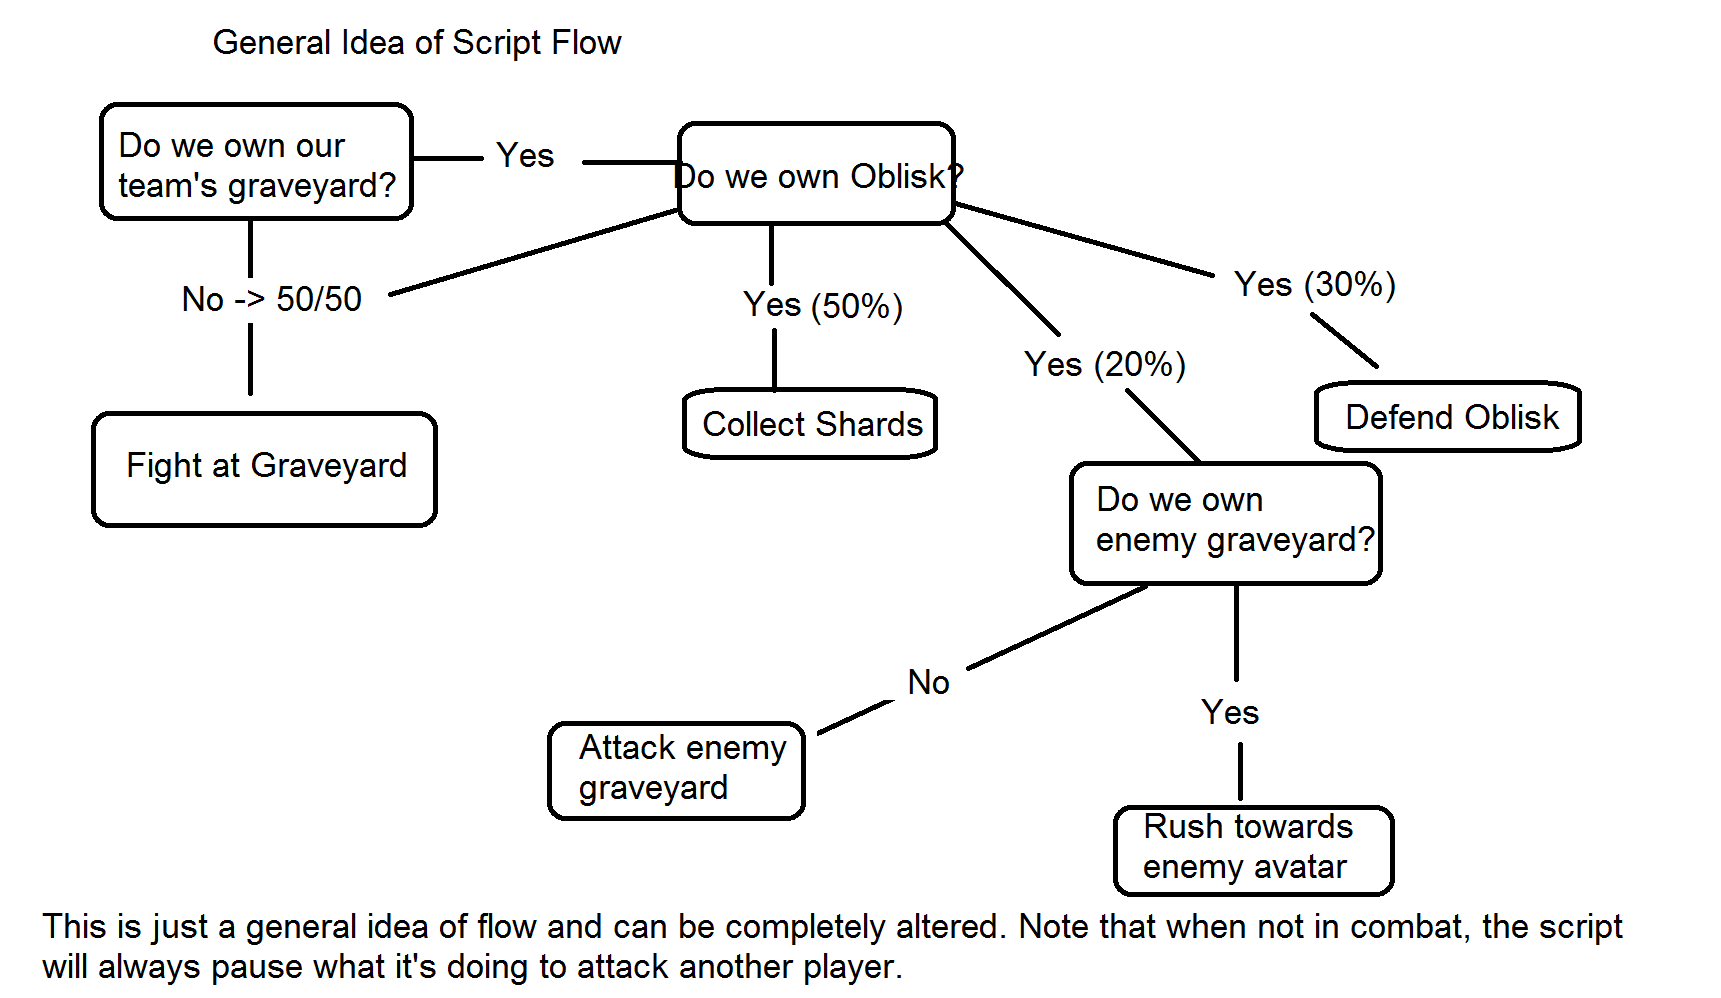 General Idea of Script Flow
Do we own our
team's graveyard?
Yes
Do we own Oblisk?
No -> 50/50
Yes (50%)
Yes (20%)
Yes (30%)
Fight at Graveyard
Collect Shards
Defend Oblisk
Do we own
enemy graveyard?
No
Yes
Attack enemy
graveyard
Rush towards
enemy avatar
This is just a general idea of flow and can be completely altered. Note that when not in combat, the script
will always pause what it's doing to attack another player.